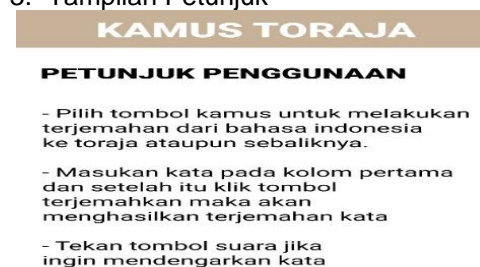 3. Tampilan Petunjuk
KAMUS TORAJA
PETUNJUK PENGGUNAAN
- Pilih tombol kamus untuk melakukan
terjemahan dari bahasa indonesia
ke toraja ataupun sebaliknya.
- Masukan kata pada kolom pertama
dan setelah itu klik tombol
terjemahkan maka akan
menghasilkan terjemahan kata
- Tekan tombol suara jika
ingin mendengarkan kata